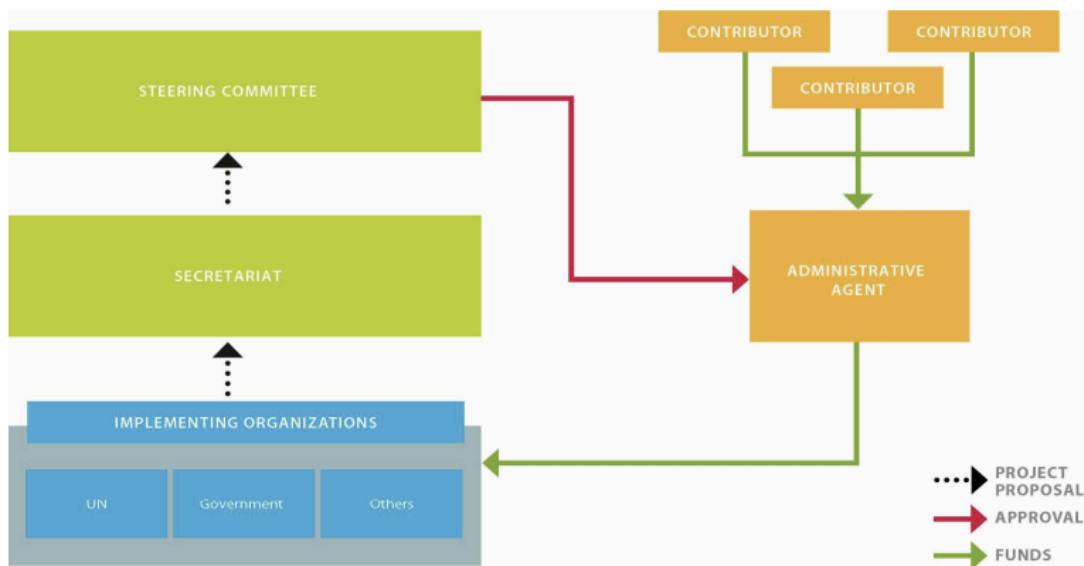 CONTRIBUTOR
CONTRIBUTOR
CONTRIBUTOR
STEERING COMMITTEE
SECRETARIAT
ADMINISTRATIVE
AGENT
IMPLEMENTING ORGANIZATIONS
UN
Government
Others
PROJECT
PROPOSAL
APPROVAL
FUNDS